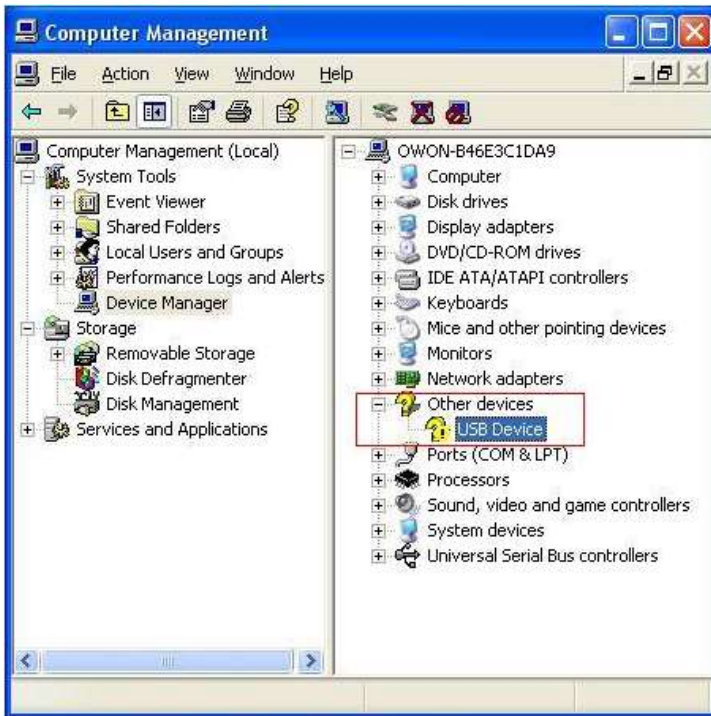 Computer Management
File Action View Window Help
Computer Management (Local)
System Tools
Event Viewer
Shared Folders
Local Users and Groups
Performance Logs and Alerts
Device Manager
Storage
Removable Storage
Disk Defragmenter
Disk Management
Services and Applications
OWON-B46E3C1DA9
Computer
Disk drives
Display adapters
DVD/CD-ROM drives
IDE ATA/ATAPI controllers
Keyboards
Mice and other pointing devices
Monitors
Network adapters
Other devices
USB Device
Ports (COM & LPT)
Processors
Sound, video and game controllers
System devices
Universal Serial Bus controllers